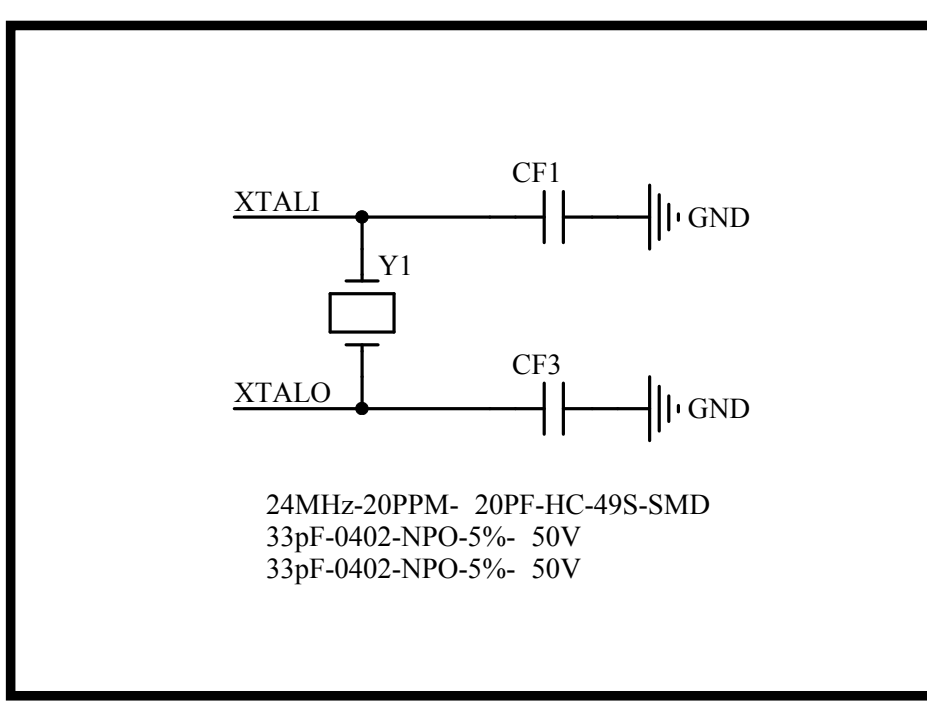 CF1
XTALI
GND
Y1
CF3
XTALO
GND
24MHz-20PPM- 20PF-HC-49S-SMD
33pF-0402-NPO-5%- 50V
33pF-0402-NPO-5%- 50V